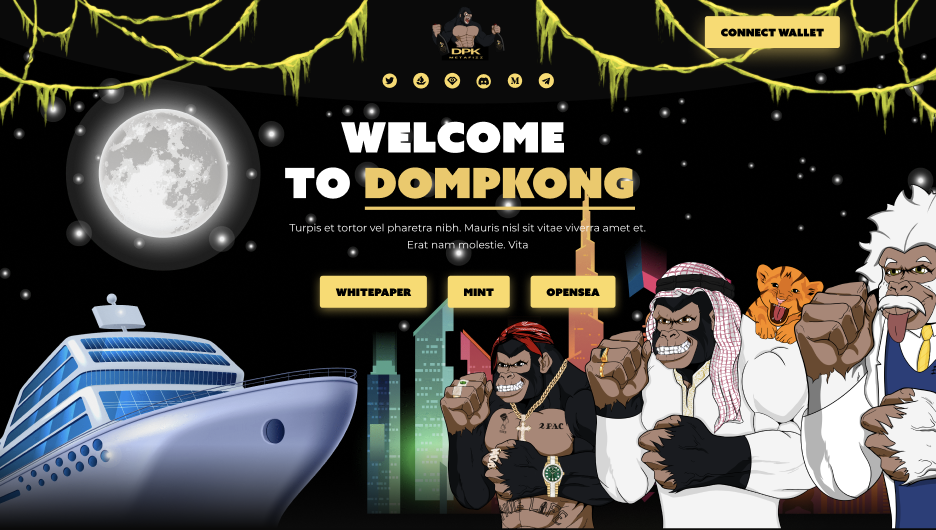 DPK
METAFIZZ
CONNECT WALLET
WELCOME
TO DOMPKONG
Turpis et tortor vel pharetra nibh. Mauris nisl sit vitae viverra amet et.
Erat nam molestie. Vita
WHITEPAPER
MINT
OPENSEA
2PAC